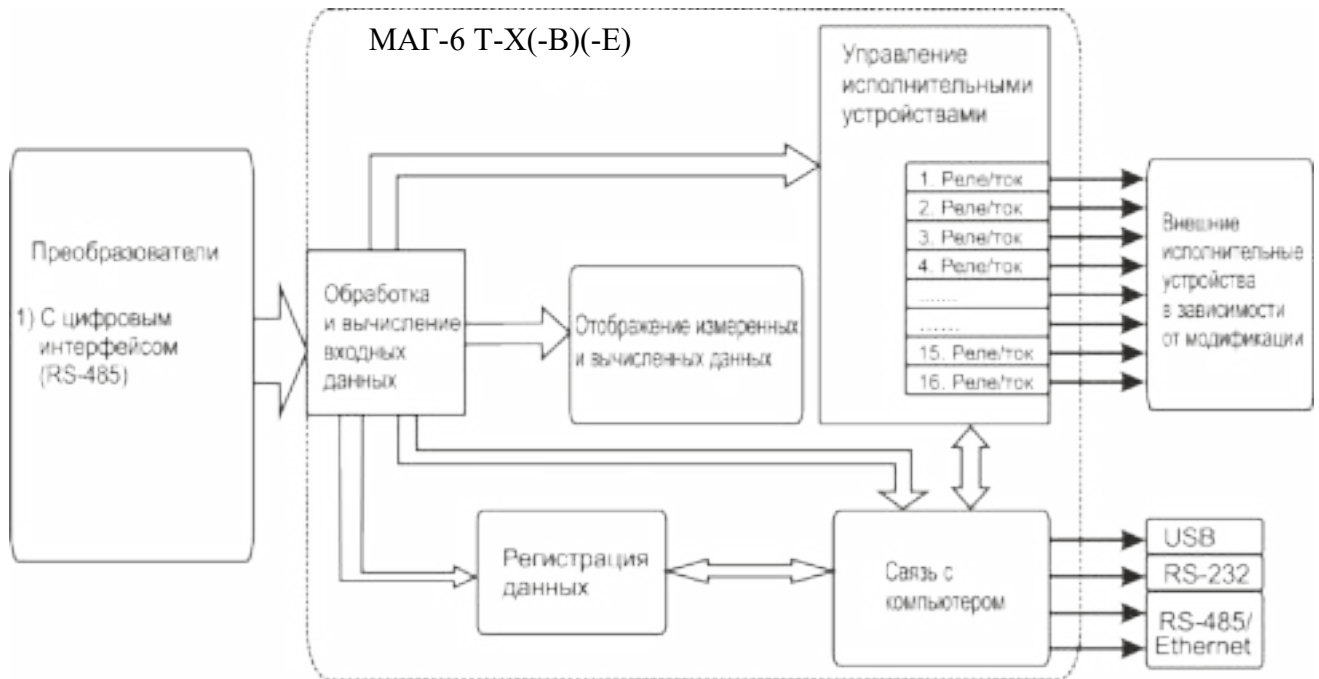 МАГ-6 Т-Х(-В)(-Е)
Преобразователи
1) С цифровым
интерфейсом
(RS-485)
Обработка
и вычисление
входных
данных
Отображение измеренных
и вычисленных данных
Управление
исполнительными
устройствами
1. Реле/ток
2. Реле/ток
3. Реле/ток
4. Реле/ток
.......
......
15. Реле/ток
16. Реле/ток
Внешние
исполнительные
устройства
в зависимости
от модификации
Регистрация
данных
Связь с
компьютером
USB
RS-232
RS-485/
Ethernet